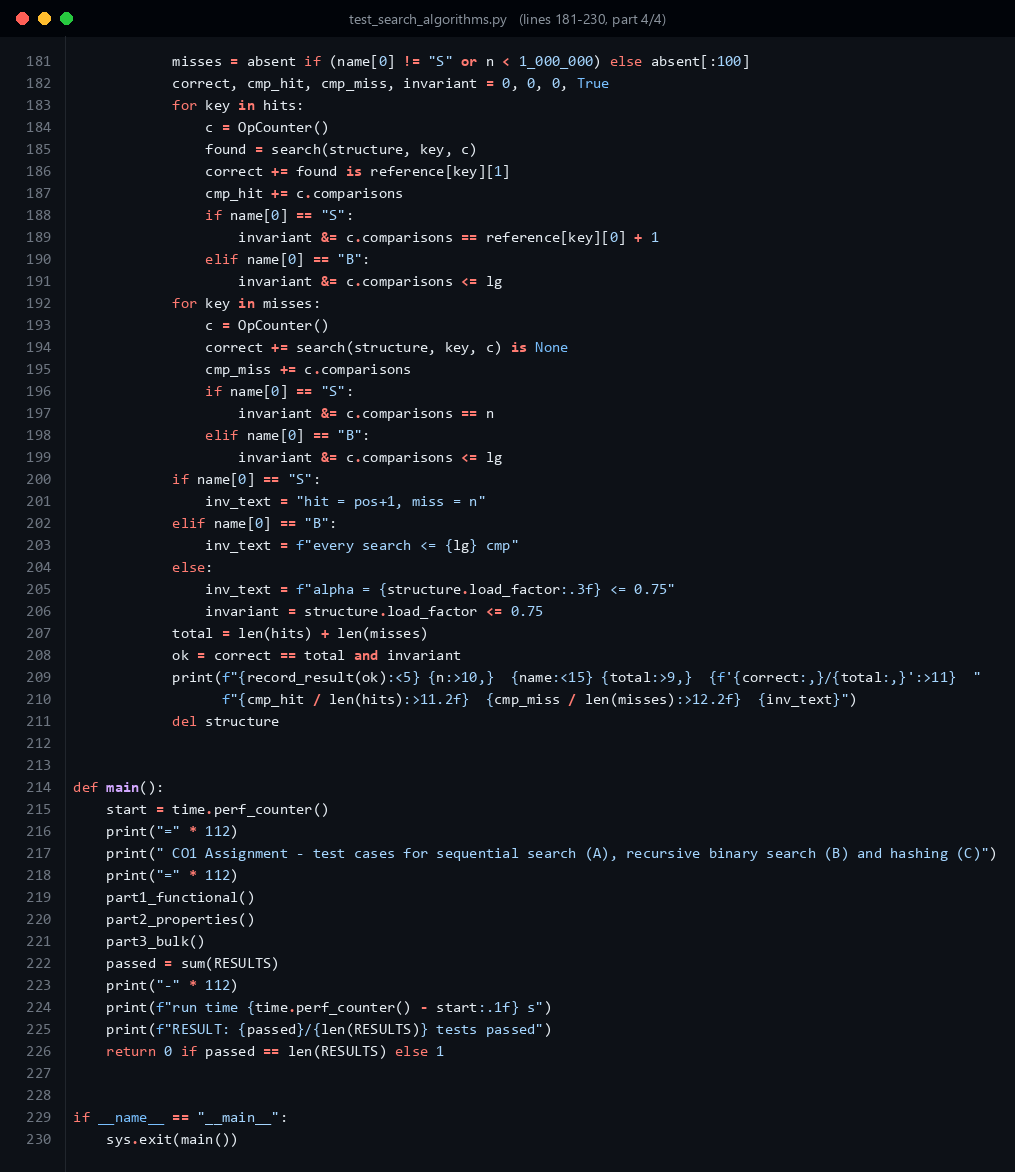 test_search_algorithms.py (lines 181-230, part 4/4)
181             misses = absent if (name[0] != "S" or n < 1_000_000) else absent[:100]
182             correct, cmp_hit, cmp_miss, invariant = 0, 0, 0, True
183             for key in hits:
184                 c = OpCounter()
185                 found = search(structure, key, c)
186                 correct += found is reference[key][1]
187                 cmp_hit += c.comparisons
188                 if name[0] == "S":
189                     invariant &= c.comparisons == reference[key][0] + 1
190                 elif name[0] == "B":
191                     invariant &= c.comparisons <= lg
192             for key in misses:
193                 c = OpCounter()
194                 correct += search(structure, key, c) is None
195                 cmp_miss += c.comparisons
196                 if name[0] == "S":
197                     invariant &= c.comparisons == n
198                 elif name[0] == "B":
199                     invariant &= c.comparisons <= lg
200             if name[0] == "S":
201                 inv_text = "hit = pos+1, miss = n"
202             elif name[0] == "B":
203                 inv_text = f"every search <= {lg} cmp"
204             else:
205                 inv_text = f"alpha = {structure.load_factor:.3f} <= 0.75"
206                 invariant = structure.load_factor <= 0.75
207             total = len(hits) + len(misses)
208             ok = correct == total and invariant
209             print(f"{record_result(ok):<5} {n:>10,}  {name:<15} {total:>9,}  {f'{correct:,}/{total:,}':>11}  "
210                   f"{cmp_hit / len(hits):>11.2f}  {cmp_miss / len(misses):>12.2f}  {inv_text}")
211             del structure
212
213
214 def main():
215     start = time.perf_counter()
216     print("=" * 112)
217     print(" CO1 Assignment - test cases for sequential search (A), recursive binary search (B) and hashing (C)")
218     print("=" * 112)
219     part1_functional()
220     part2_properties()
221     part3_bulk()
222     passed = sum(RESULTS)
223     print("-" * 112)
224     print(f"run time {time.perf_counter() - start:.1f} s")
225     print(f"RESULT: {passed}/{len(RESULTS)} tests passed")
226     return 0 if passed == len(RESULTS) else 1
227
228
229 if __name__ == "__main__":
230     sys.exit(main())